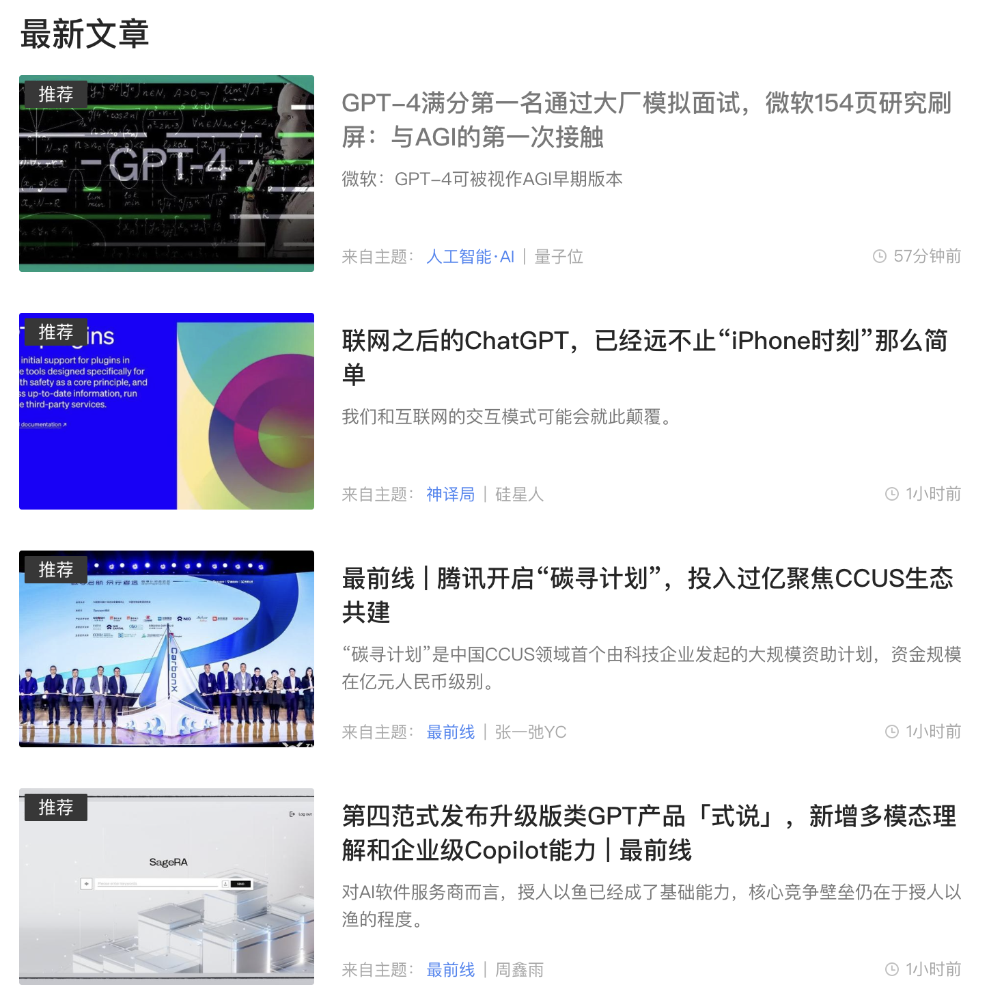 最新文章
推荐
GPT-4
GPT-4满分第一名通过大厂模拟面试，微软154页研究刷
屏：与AGI的第一次接触
微软：GPT-4可被视作AGI早期版本
来自主题： 人工智能·AI | 量子位
57分钟前
推荐
initial support for plugins in
tools designed specifically for
safety as a core principle, and
up-to-date information, run
third-party services.
documentation ↗
联网之后的ChatGPT，已经远不止“iPhone时刻”那么简
单
我们和互联网的交互模式可能会就此颠覆。
来自主题： 神译局 | 硅星人
1小时前
推荐
NIO
CarbonX
最前线 | 腾讯开启“碳寻计划”，投入过亿聚焦CCUS生态
共建
“碳寻计划”是中国CCUS领域首个由科技企业发起的大规模资助计划，资金规模
在亿元人民币级别。
来自主题： 最前线 | 张一弛YC
1小时前
推荐
Log out
SageRA
Please enter keywords
SEND
第四范式发布升级版类GPT产品「式说」，新增多模态理
解和企业级Copilot能力 | 最前线
对AI软件服务商而言，授人以鱼已经成了基础能力，核心竞争壁垒仍在于授人以
渔的程度。
来自主题： 最前线 | 周鑫雨
1小时前